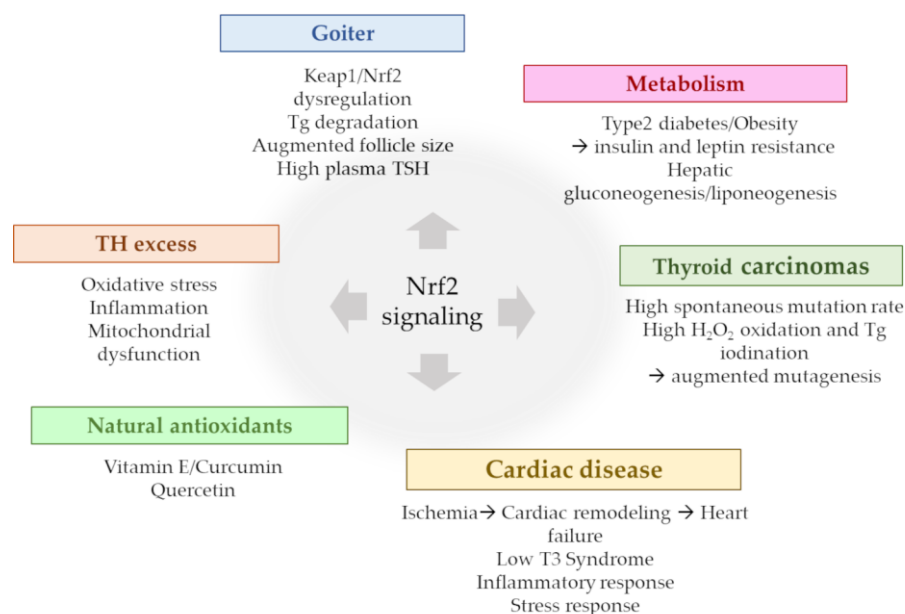 Goiter
Keap1/Nrf2
dysregulation
Tg degradation
Augmented follicle size
High plasma TSH
Metabolism
Type2 diabetes/Obesity
→ insulin and leptin resistance
Hepatic
gluconeogenesis/liponeogenesis
TH excess
Oxidative stress
Inflammation
Mitochondrial
dysfunction
Nrf2
signaling
Thyroid carcinomas
High spontaneous mutation rate
High H₂O₂ oxidation and Tg
iodination
→ augmented mutagenesis
Natural antioxidants
Vitamin E/Curcumin
Quercetin
Cardiac disease
Ischemia→ Cardiac remodeling → Heart
failure
Low T3 Syndrome
Inflammatory response
Stress response